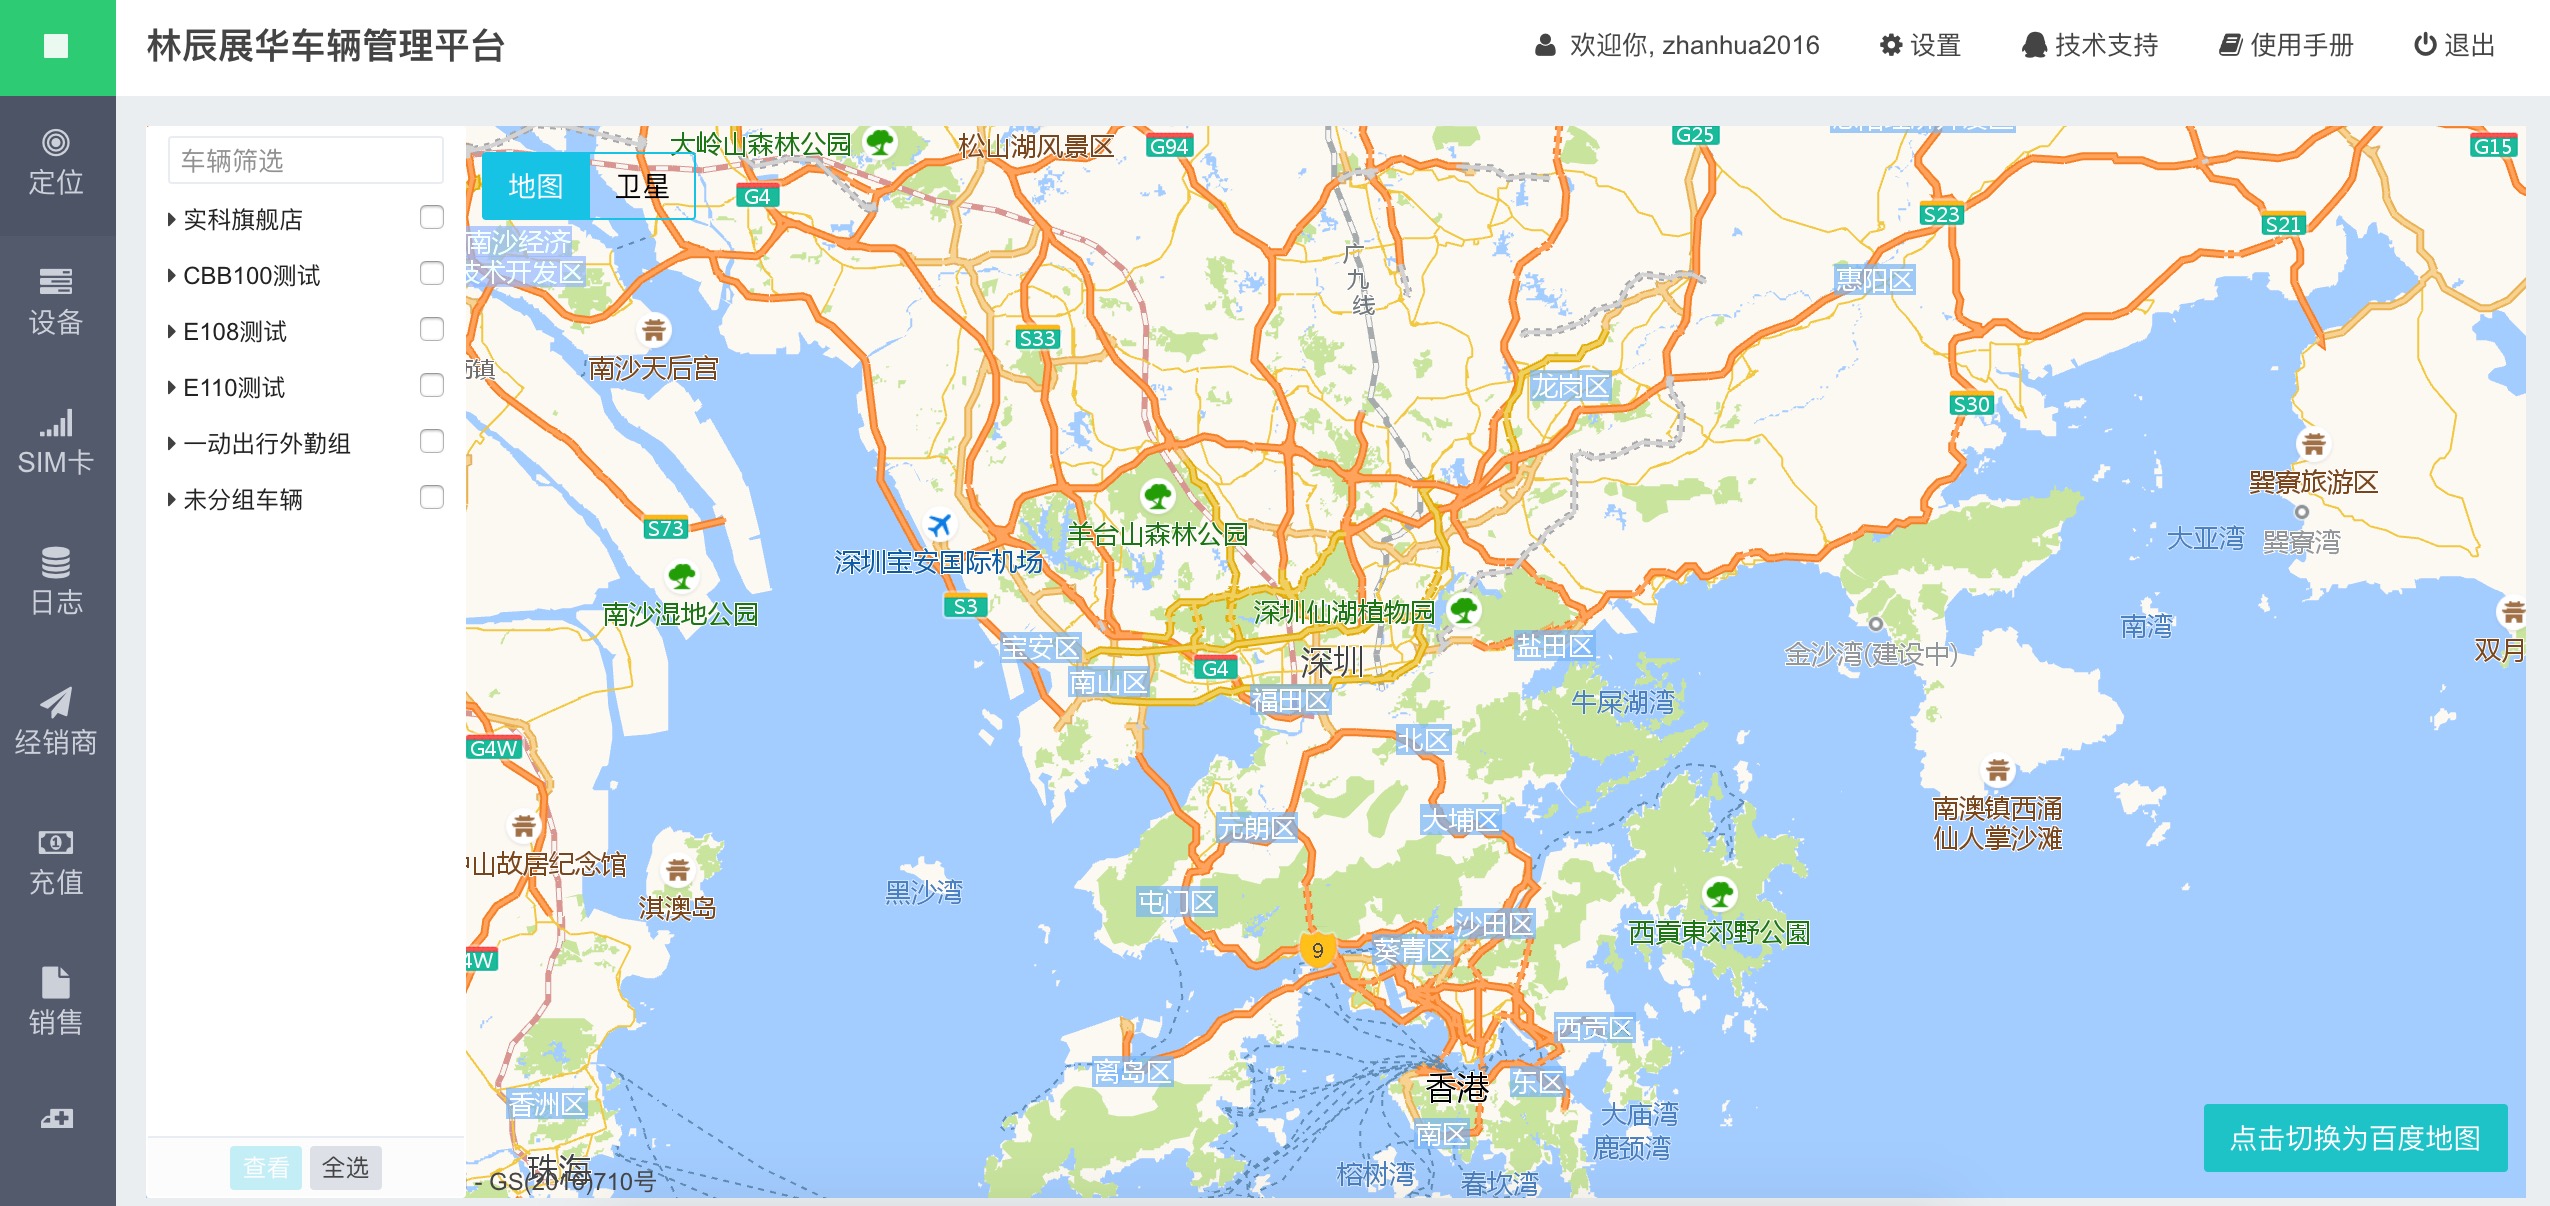 林辰展华车辆管理平台
欢迎你, zhanhua2016
设置
技术支持
使用手册
退出
定位
设备
SIM卡
日志
经销商
充值
销售
车辆筛选
实科旗舰店
CBB100测试
E108测试
E110测试
一动出行外勤组
未分组车辆
查看
全选
地图
卫星
大岭山森林公园
松山湖风景区
G94
G25
G15
G4
S23
S21
南沙经济
技术开发区
广九线
惠阳区
S33
南沙天后宫
龙岗区
S30
巽寮旅游区
S73
羊台山森林公园
大亚湾
巽寮湾
深圳宝安国际机场
S3
南沙湿地公园
深圳仙湖植物园
南湾
宝安区
盐田区
金沙湾(建设中)
双月
深圳
G4
南山区
福田区
牛屎湖湾
G4W
北区
南澳镇西涌
仙人掌沙滩
元朗区
大埔区
山故居纪念馆
淇澳岛
黑沙湾
屯门区
沙田区
西貢東郊野公園
葵青区
9
4W
西贡区
离岛区
香港
东区
香洲区
大庙湾
南区
鹿颈湾
珠海
榕树湾
春坎湾
- GS(2016)710号
点击切换为百度地图